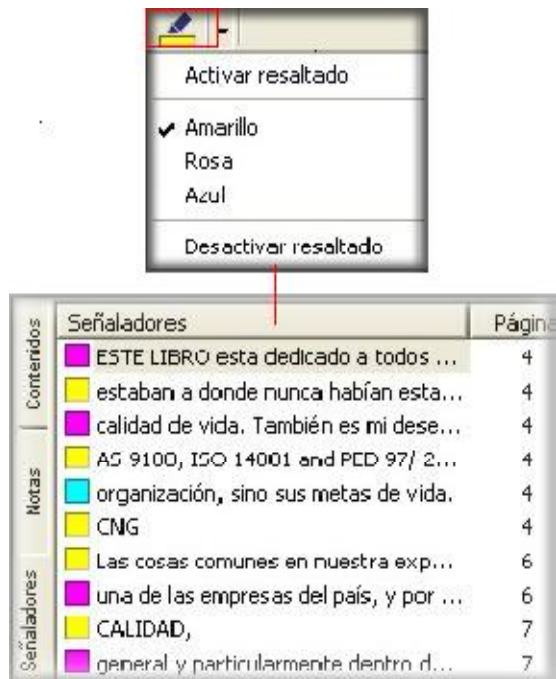 Activar resaltado
Amarillo
Rosa
Azul
Desactivar resaltado
Contenidos
Notas
Señaladores
Señaladores Página
ESTE LIBRO esta dedicado a todos ... 4
estaban a donde nunca habían esta... 4
calidad de vida. También es mi dese... 4
AS 9100, ISO 14001 and PED 97/ 2... 4
organización, sino sus metas de vida. 4
CNG 4
Las cosas comunes en nuestra exp... 6
una de las empresas del país, y por ... 6
CALIDAD, 7
general y particularmente dentro d... 7